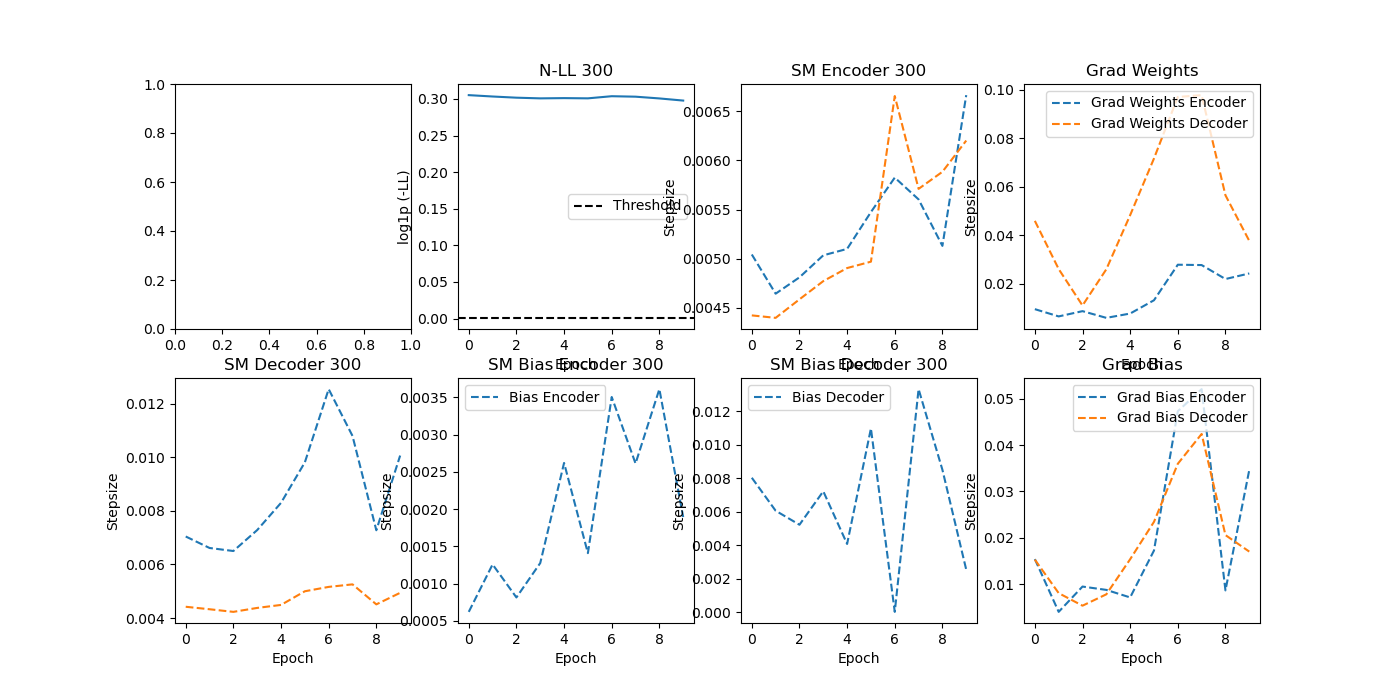 N-LL 300
SM Encoder 300
Grad Weights
1.0
0.8
0.6
0.4
0.2
0.0
0.0 0.2 0.4 0.6 0.8 1.0
log1p (-LL)
0.30
0.25
0.20
0.15
0.10
0.05
0.00
Threshold
0 2 4 6 8
Epoch
Stepsize
0.0065
0.0060
0.0055
0.0050
0.0045
0 2 4 6 8
Epoch
Stepsize
0.10
0.08
0.06
0.04
0.02
Grad Weights Encoder
Grad Weights Decoder
0 2 4 6 8
Epoch
SM Decoder 300
SM Bias Encoder 300
SM Bias Decoder 300
Grad Bias
Stepsize
0.012
0.010
0.008
0.006
0.004
0 2 4 6 8
Epoch
Stepsize
0.0035
0.0030
0.0025
0.0020
0.0015
0.0010
0.0005
Bias Encoder
0 2 4 6 8
Epoch
Stepsize
0.012
0.010
0.008
0.006
0.004
0.002
0.000
Bias Decoder
0 2 4 6 8
Epoch
Stepsize
0.05
0.04
0.03
0.02
0.01
Grad Bias Encoder
Grad Bias Decoder
0 2 4 6 8
Epoch